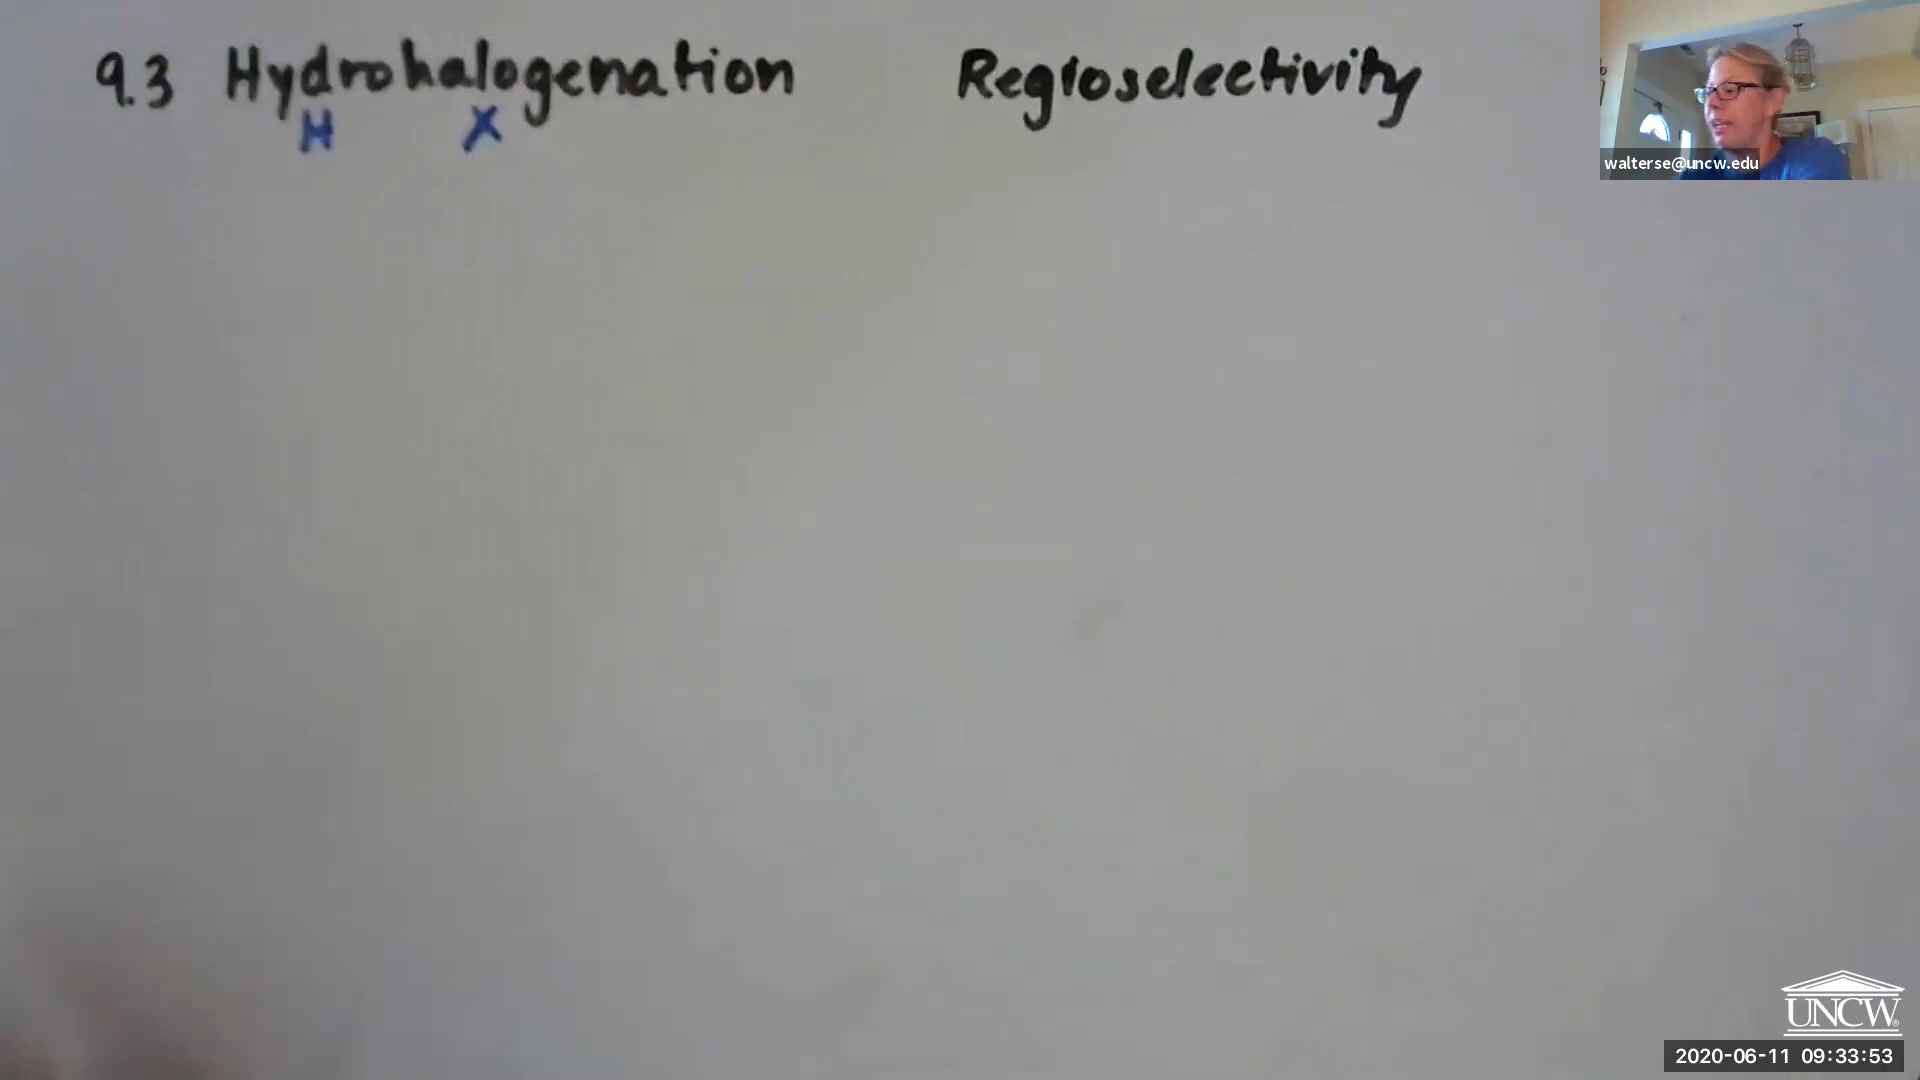 9.3 Hydrohalogenation Regioselectivity
H X
walterse@uncw.edu
UNCW
2020-06-11 09:33:53